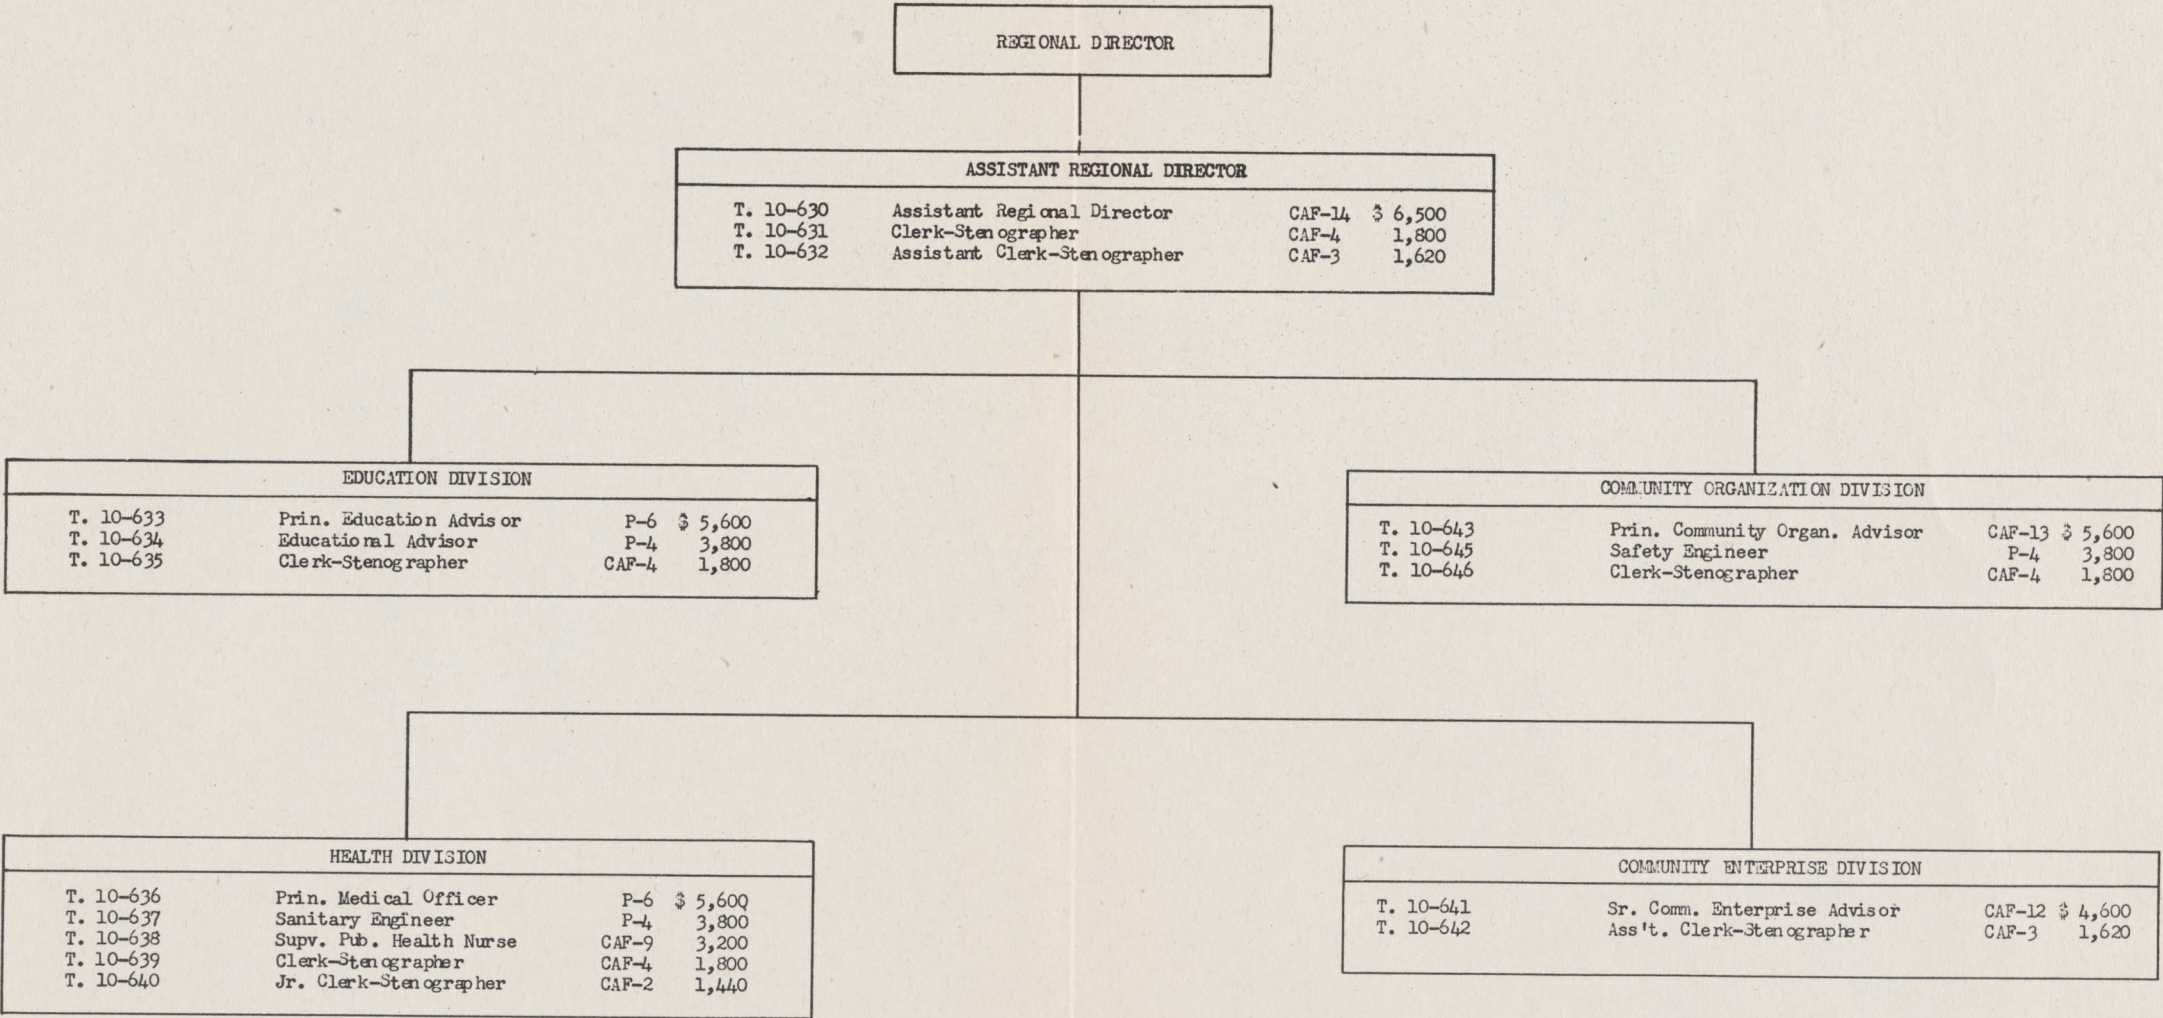 REGIONAL DIRECTOR
ASSISTANT REGIONAL DIRECTOR
T. 10-630 Assistant Regional Director CAF-14 $ 6,500
T. 10-631 Clerk-Stenographer CAF-4 1,800
T. 10-632 Assistant Clerk-Stenographer CAF-3 1,620
EDUCATION DIVISION
T. 10-633 Prin. Education Advisor P-6 $ 5,600
T. 10-634 Educational Advisor P-4 3,800
T. 10-635 Clerk-Stenographer CAF-4 1,800
COMMUNITY ORGANIZATION DIVISION
T. 10-643 Prin. Community Organ. Advisor CAF-13 $ 5,600
T. 10-645 Safety Engineer P-4 3,800
T. 10-646 Clerk-Stenographer CAF-4 1,800
HEALTH DIVISION
T. 10-636 Prin. Medical Officer P-6 $ 5,600
T. 10-637 Sanitary Engineer P-4 3,800
T. 10-638 Supv. Pub. Health Nurse CAF-9 3,200
T. 10-639 Clerk-Stenographer CAF-4 1,800
T. 10-640 Jr. Clerk-Stenographer CAF-2 1,440
COMMUNITY ENTERPRISE DIVISION
T. 10-641 Sr. Comm. Enterprise Advisor CAF-12 $ 4,600
T. 10-642 Ass't. Clerk-Stenographer CAF-3 1,620